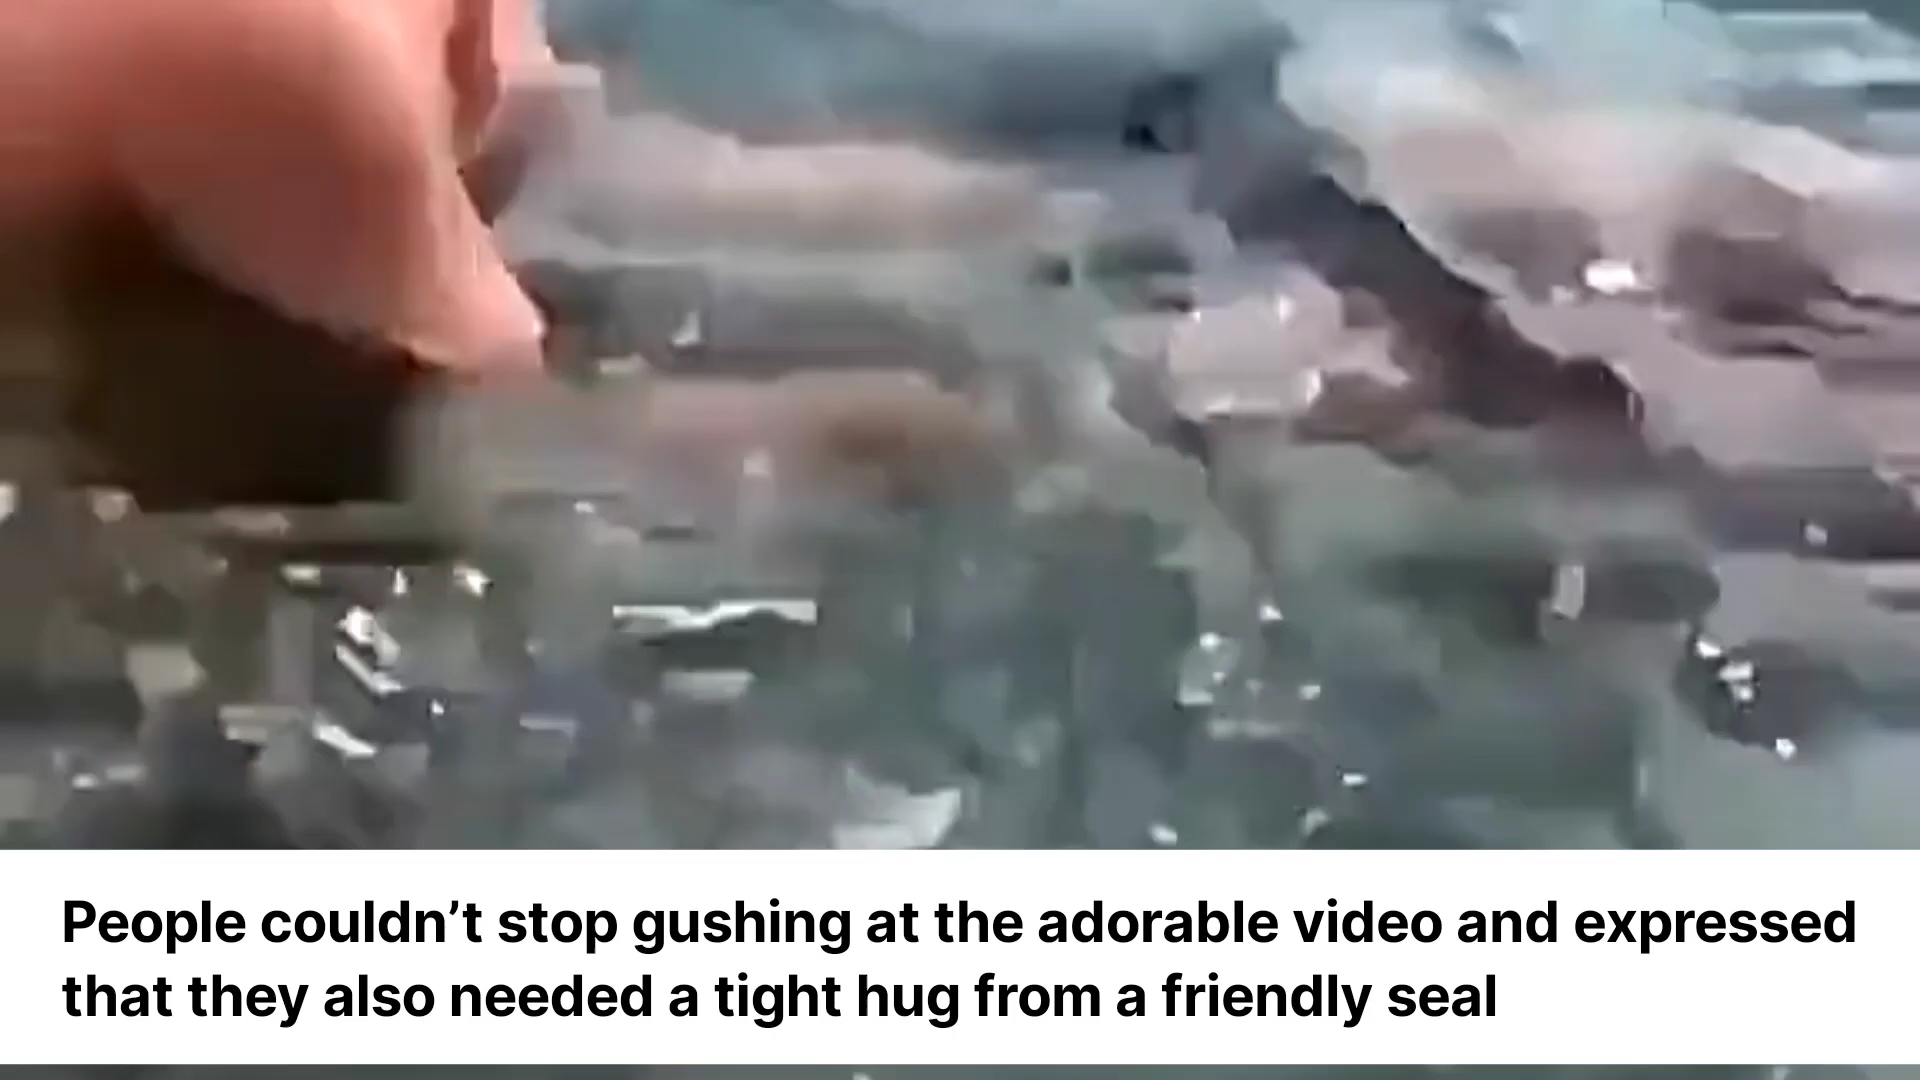 People couldn’t stop gushing at the adorable video and expressed
that they also needed a tight hug from a friendly seal